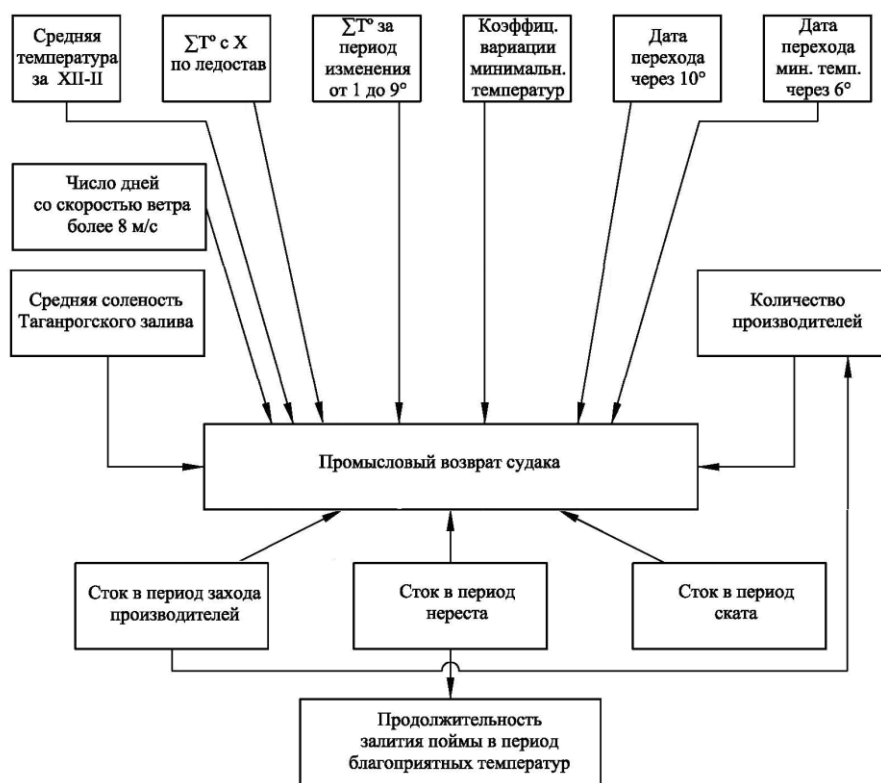 Средняя
температура
за XII-II
∑T° с X
по ледостав
∑T° за
период
изменения
от 1 до 9°
Коэффиц.
вариации
минимальн.
температур
Дата
перехода
через 10°
Дата
перехода
мин. темп.
через 6°
Число дней
со скоростью ветра
более 8 м/с
Средняя соленость
Таганрогского залива
Количество
производителей
Промысловый возврат судака
Сток в период захода
производителей
Сток в период
нереста
Сток в период
ската
Продолжительность
залития поймы в период
благоприятных температур